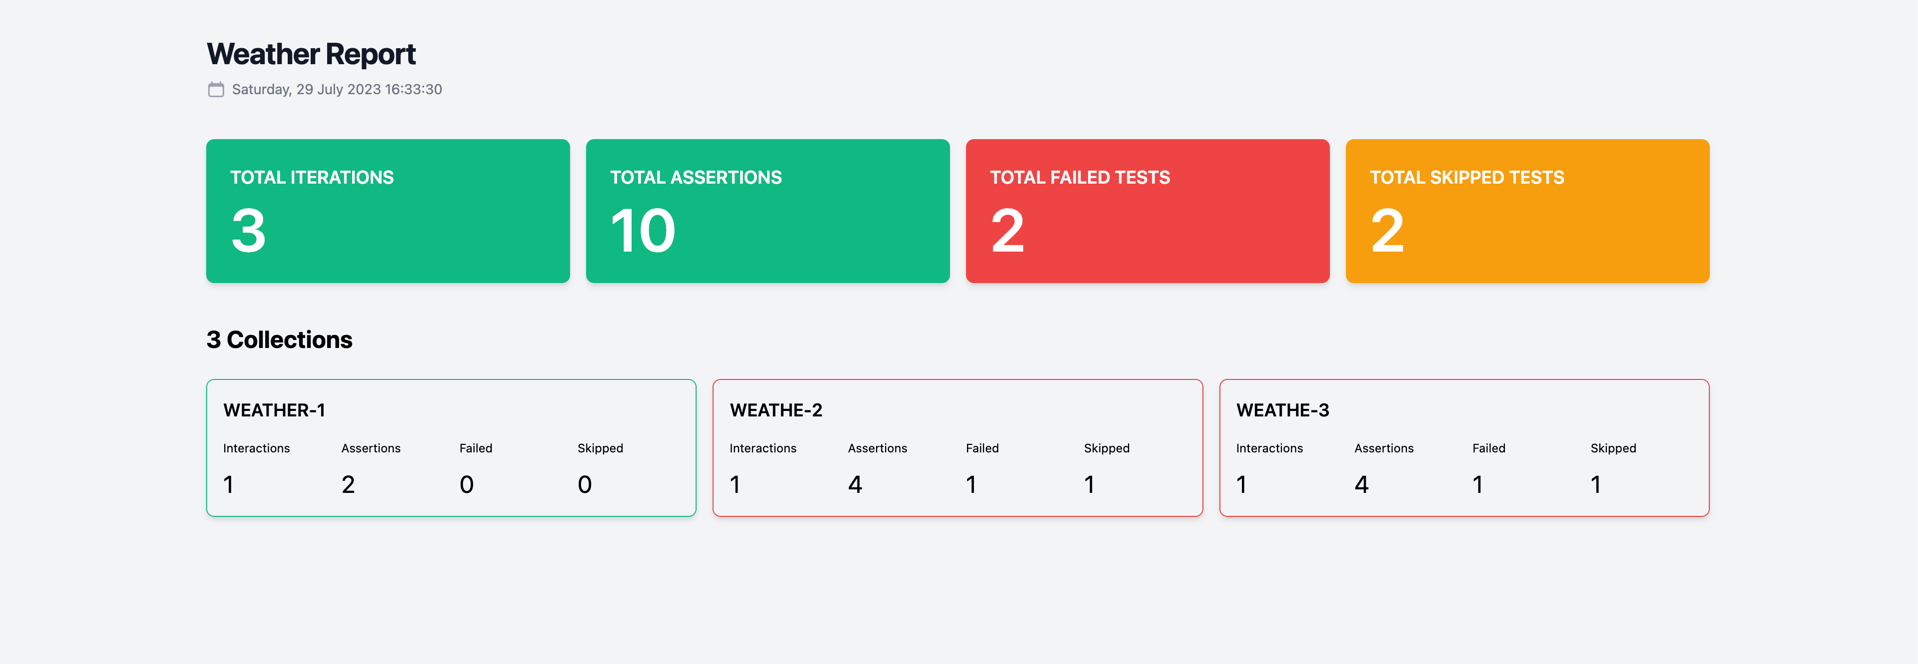 Weather Report
Saturday, 29 July 2023 16:33:30
TOTAL ITERATIONS
3
TOTAL ASSERTIONS
10
TOTAL FAILED TESTS
2
TOTAL SKIPPED TESTS
2
3 Collections
WEATHER-1
Interactions Assertions Failed Skipped
1 2 0 0
WEATHE-2
Interactions Assertions Failed Skipped
1 4 1 1
WEATHE-3
Interactions Assertions Failed Skipped
1 4 1 1